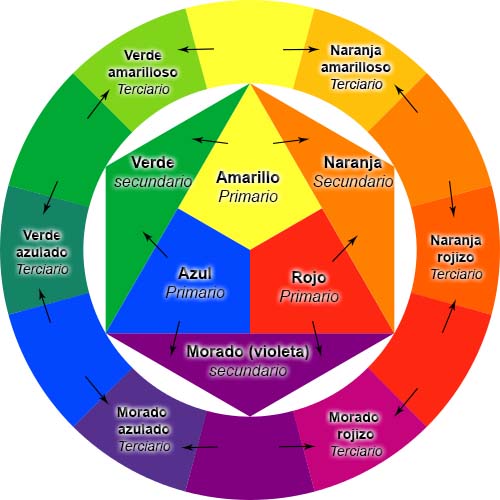 Verde
amarilloso
Terciario
Naranja
amarilloso
Terciario
Verde
secundario
Amarillo
Primario
Naranja
Secundario
Verde
azulado
Terciario
Azul
Primario
Rojo
Primario
Naranja
rojizo
Terciario
Morado (violeta)
secundario
Morado
azulado
Terciario
Morado
rojizo
Terciario